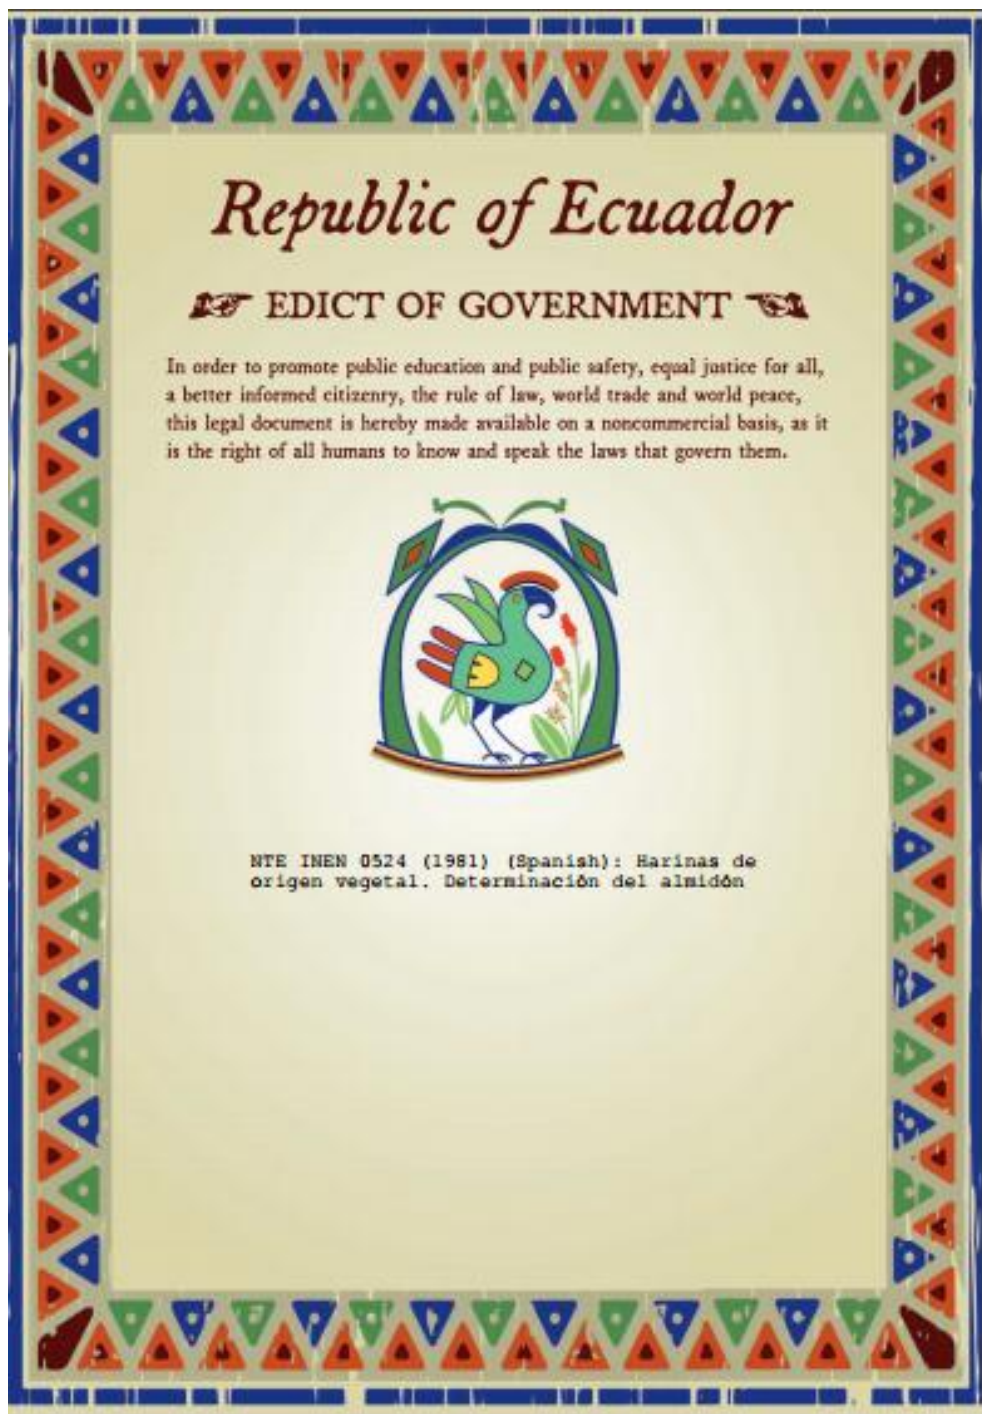 Republic of Ecuador
EDICT OF GOVERNMENT
In order to promote public education and public safety, equal justice for all,
a better informed citizenry, the rule of law, world trade and world peace,
this legal document is hereby made available on a noncommercial basis, as it
is the right of all humans to know and speak the laws that govern them.
NTE INEN 0524 (1981) (Spanish): Harinas de
origen vegetal. Determinación del almidón